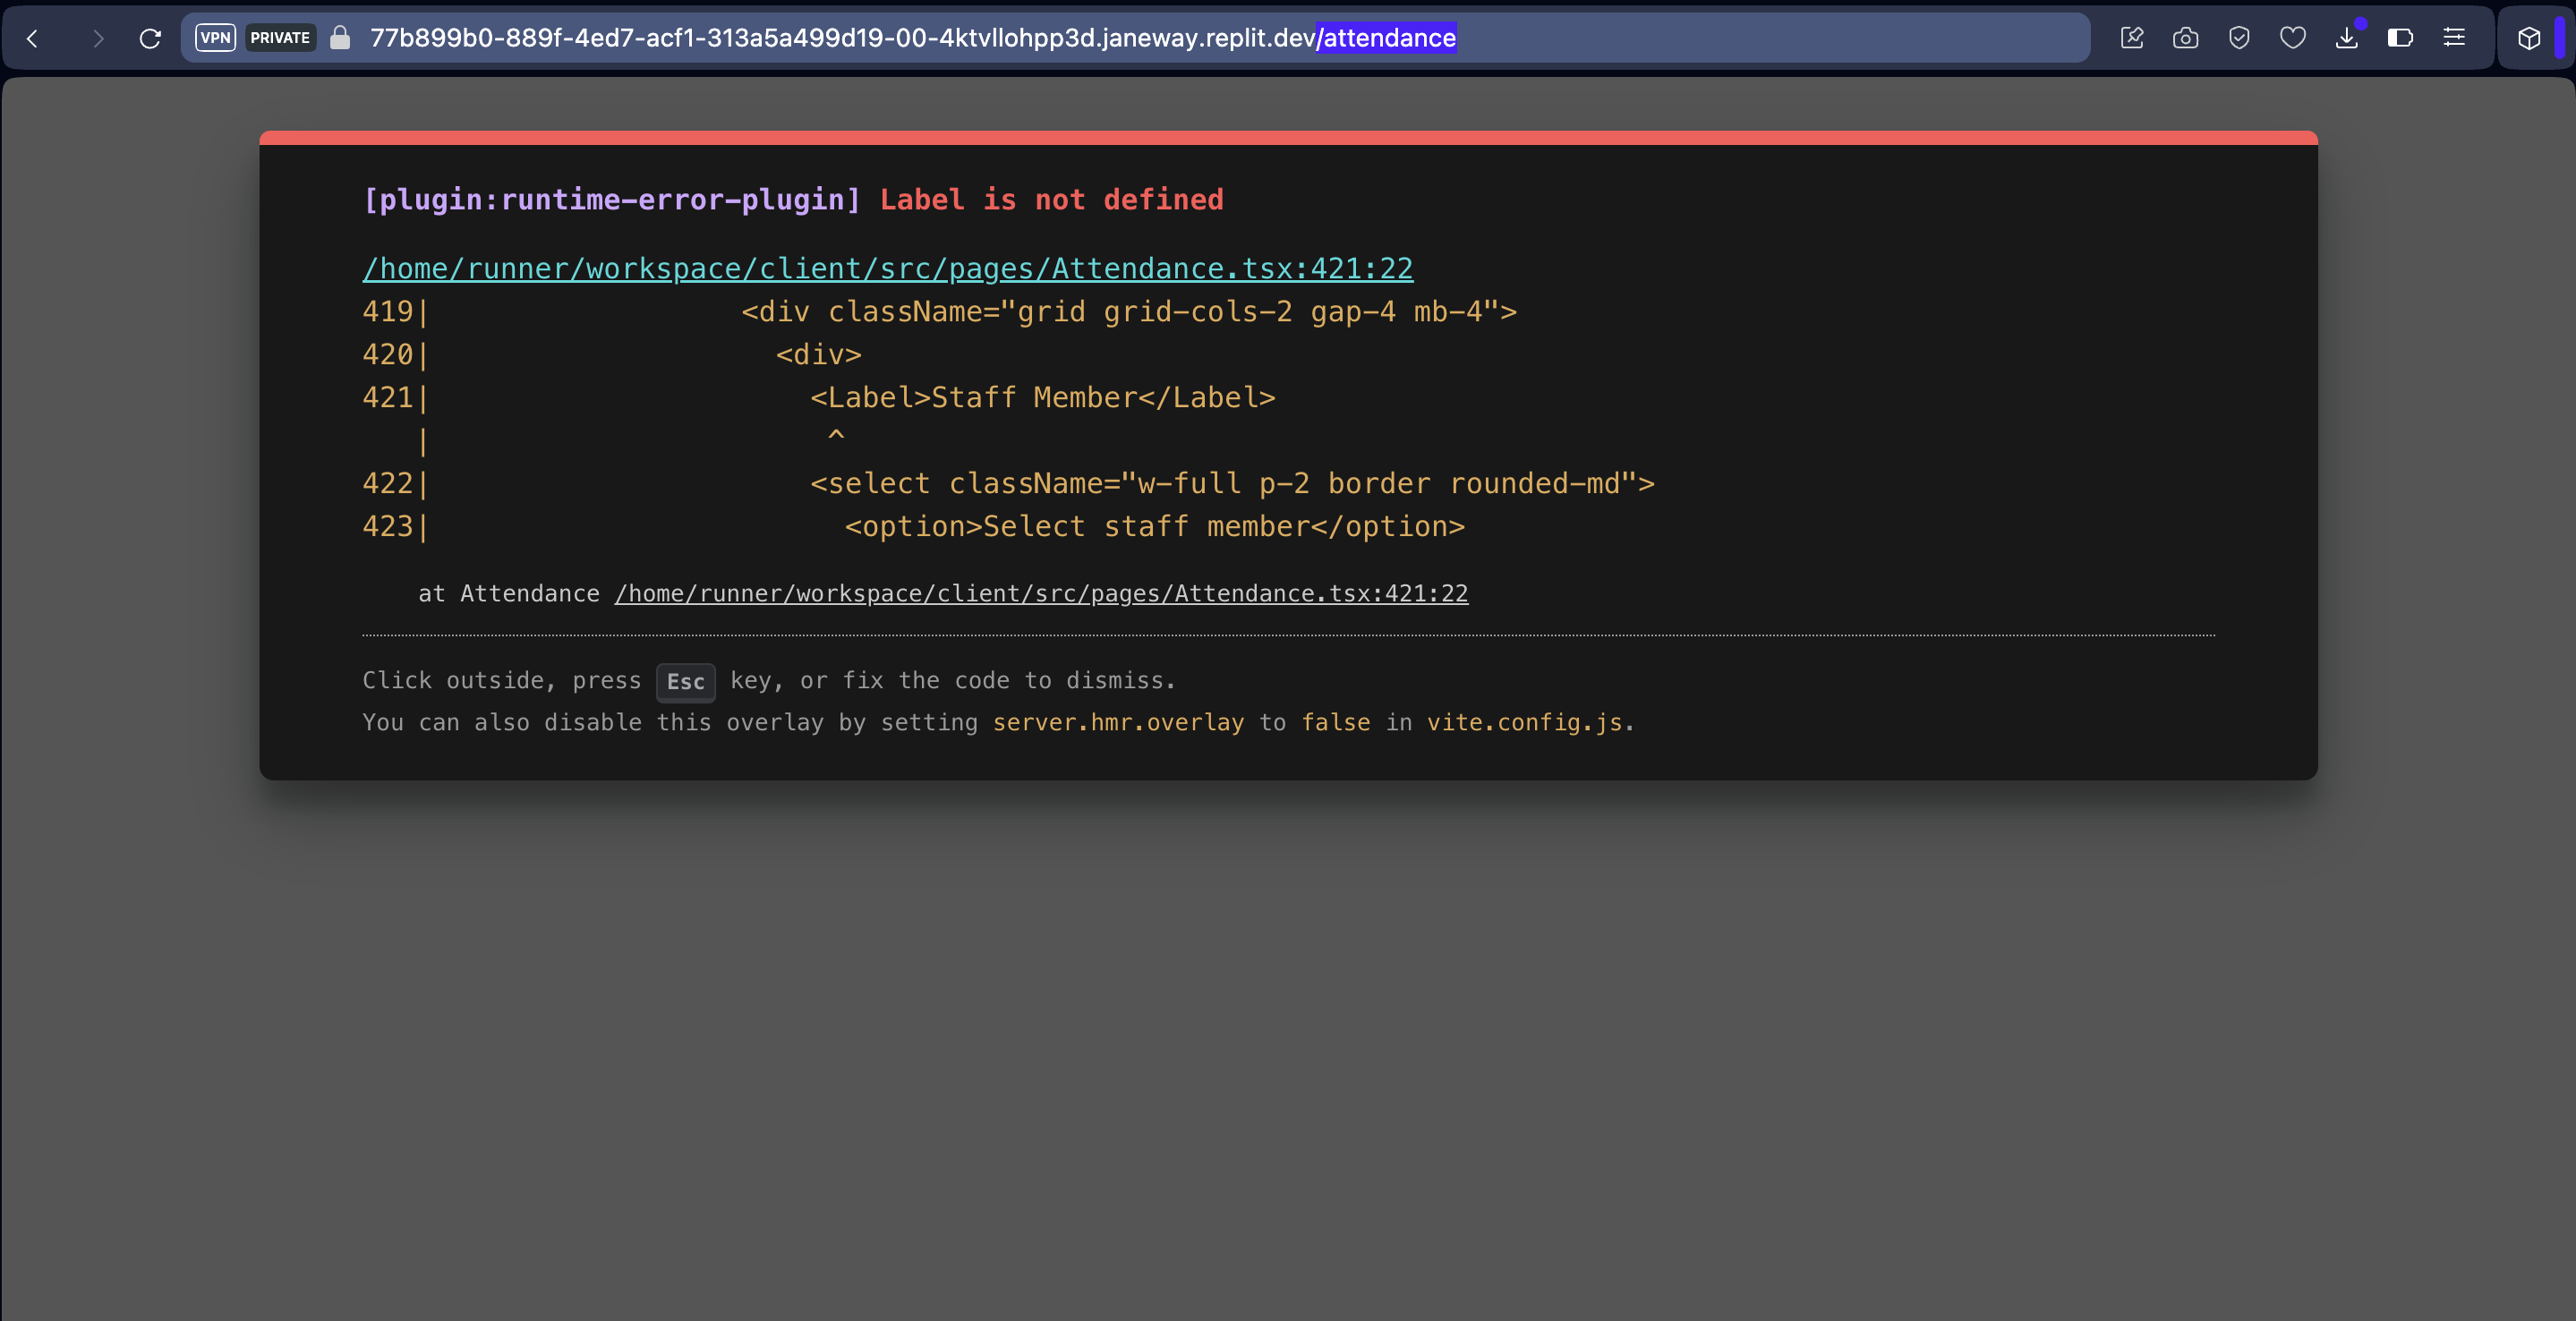 VPN PRIVATE 77b899b0-889f-4ed7-acf1-313a5a499d19-00-4ktvllohpp3d.janeway.replit.dev/attendance
[plugin:runtime-error-plugin] Label is not defined
/home/runner/workspace/client/src/pages/Attendance.tsx:421:22
419|                  <div className="grid grid-cols-2 gap-4 mb-4">
420|                    <div>
421|                      <Label>Staff Member</Label>
   |                       ^
422|                      <select className="w-full p-2 border rounded-md">
423|                        <option>Select staff member</option>
at Attendance /home/runner/workspace/client/src/pages/Attendance.tsx:421:22
Click outside, press Esc key, or fix the code to dismiss.
You can also disable this overlay by setting server.hmr.overlay to false in vite.config.js.